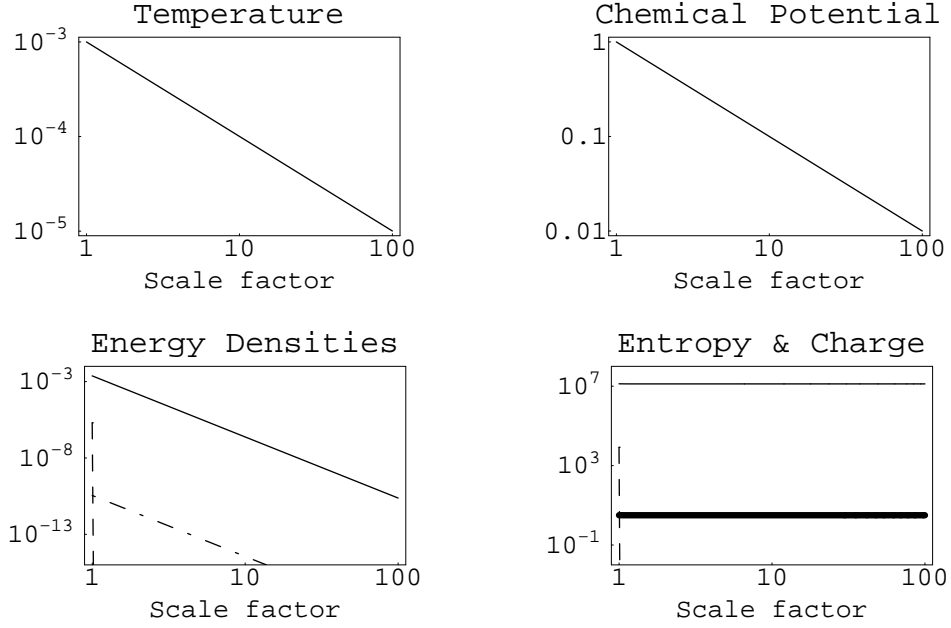 Temperature
10^-3
10^-4
10^-5
1 10 100
Scale factor
Chemical Potential
1
0.1
0.01
1 10 100
Scale factor
Energy Densities
10^-3
10^-8
10^-13
1 10 100
Scale factor
Entropy & Charge
10^7
10^3
10^-1
1 10 100
Scale factor